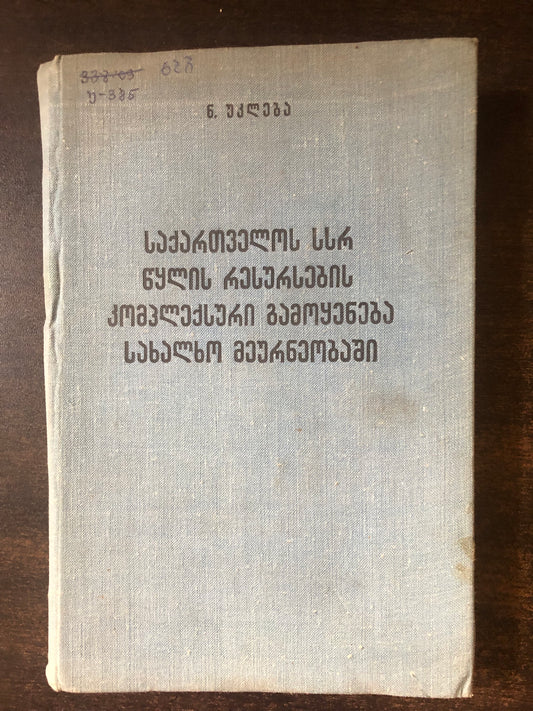 ნ. უკლება
საქართველოს სსრ
წყლის რესურსების
კომპლექსური გამოყენება
სახალხო მეურნეობაში